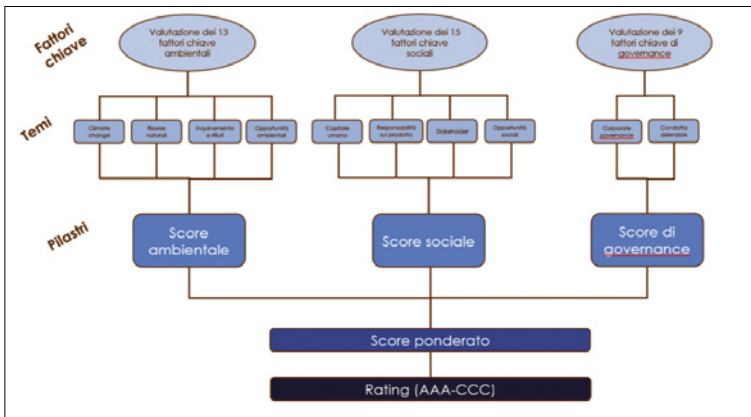 Fattori
chiave
Valutazione dei 13
fattori chiave
ambientali
Valutazione dei 15
fattori chiave
sociali
Valutazione dei 9
fattori chiave di
governance
Temi
Climate
change
Risorse
naturali
Inquinamento
e rifiuti
Opportunità
ambientali
Capitale
umano
Responsabilità
sul prodotto
Stakeholder
Opportunità
sociali
Corporate
governance
Condotta
aziendale
Pilastri
Score
ambientale
Score sociale
Score di
governance
Score ponderato
Rating (AAA-CCC)